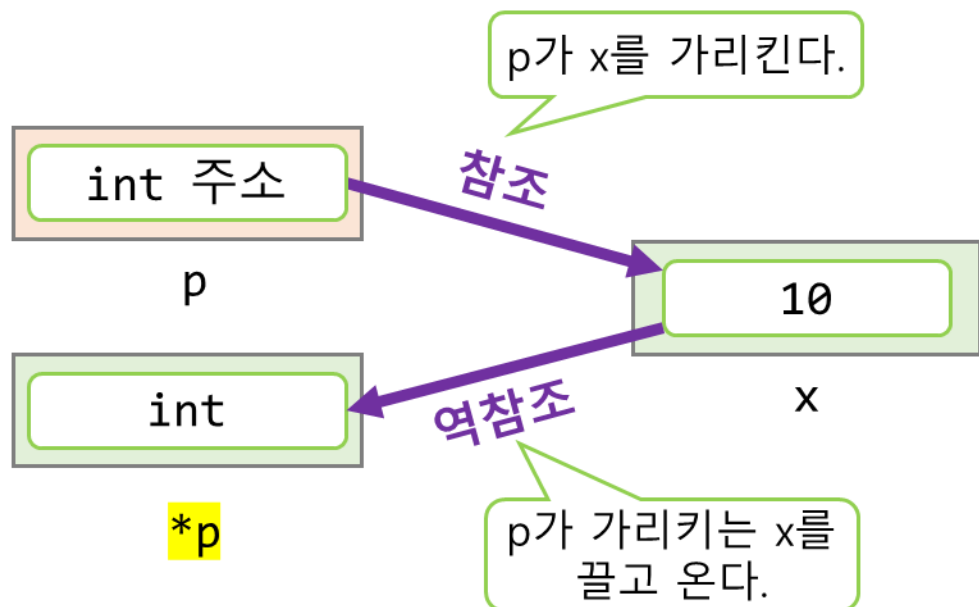 p가 x를 가리킨다.
int 주소
참조
p
10
x
int
역참조
*p
p가 가리키는 x를
끌고 온다.